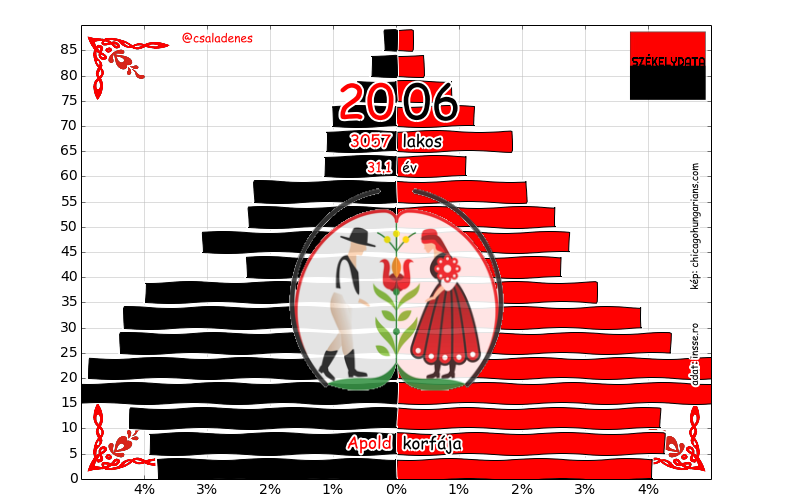 @csaladenes
SZÉKELYDATA
2006
3057 lakos
31.1 év
kép: chicagohungarians.com
adat: insse.ro
Apold korfája
85
80
75
70
65
60
55
50
45
40
35
30
25
20
15
10
5
0
4% 3% 2% 1% 0% 1% 2% 3% 4%